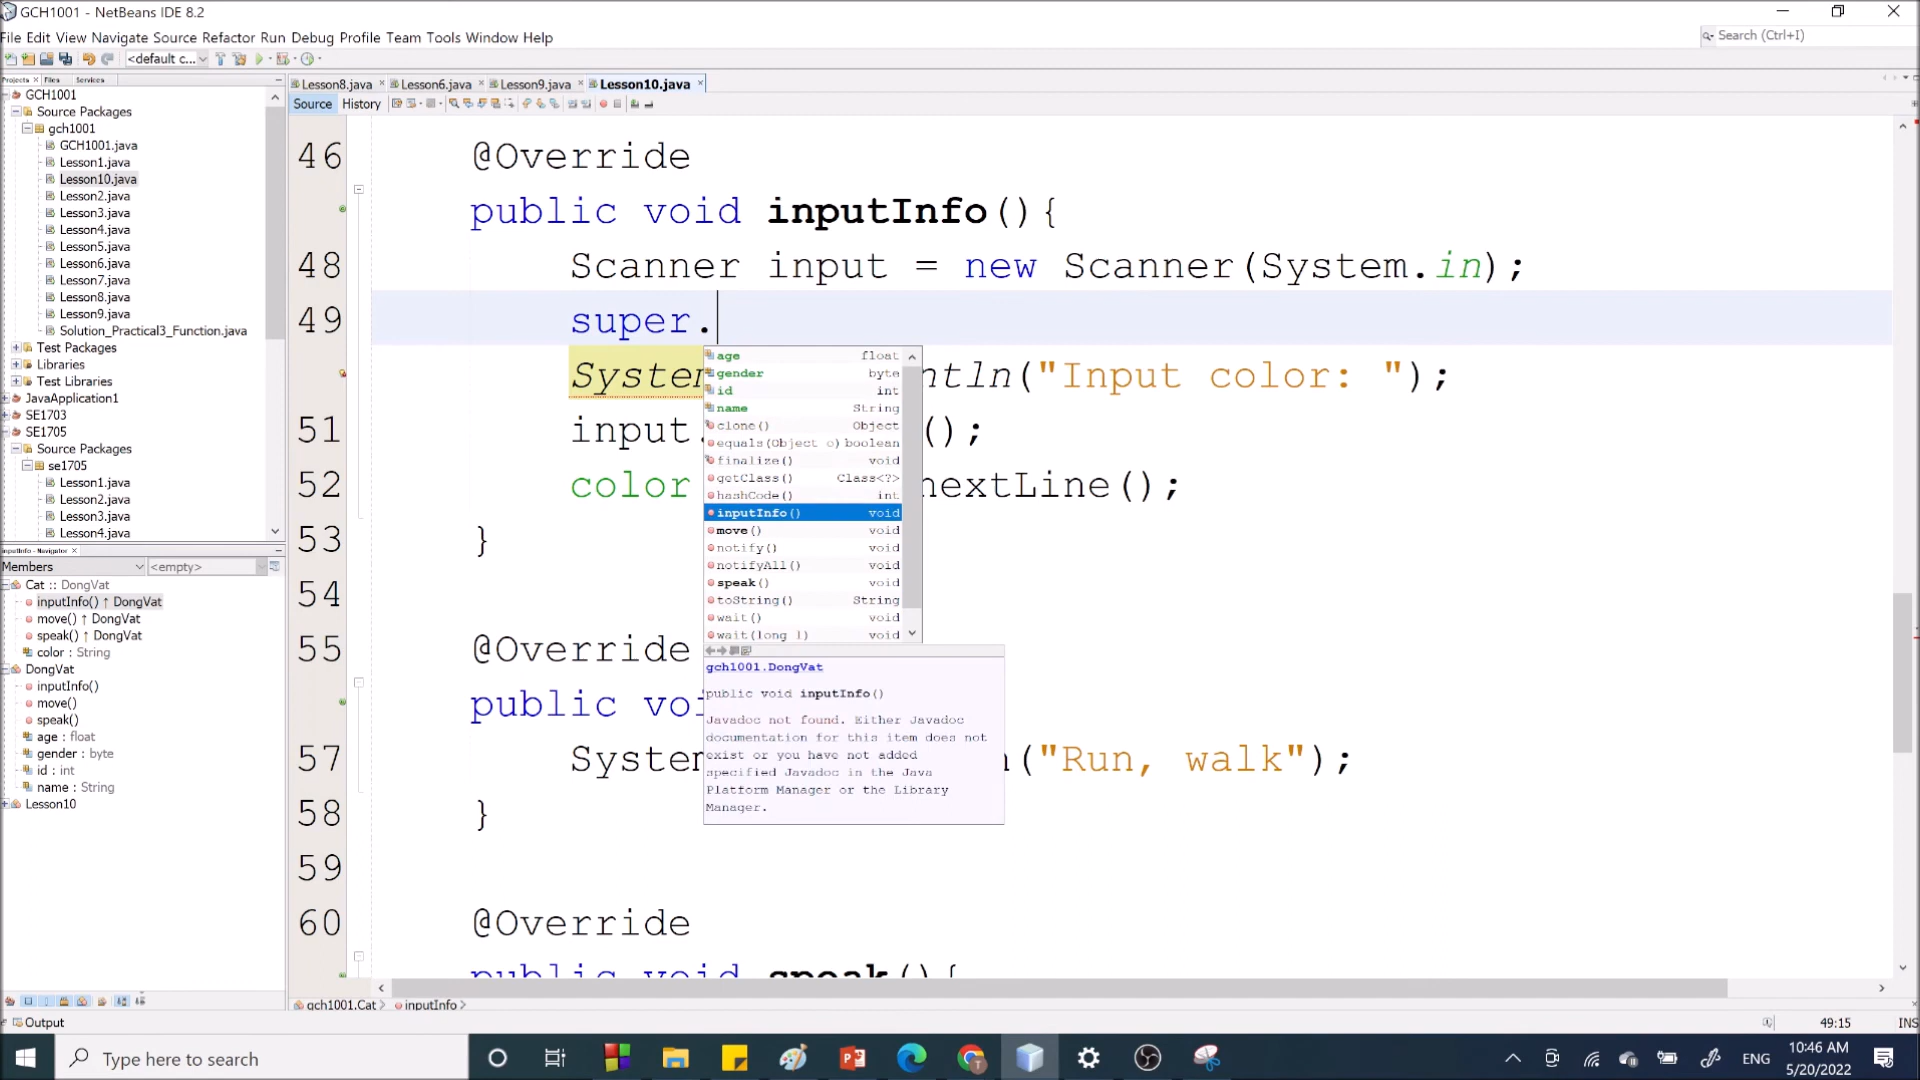 GCH1001 - NetBeans IDE 8.2
File Edit View Navigate Source Refactor Run Debug Profile Team Tools Window Help
Search (Ctrl+I)
<default c...
Projects Files Services
Lesson8.java Lesson6.java Lesson9.java Lesson10.java
Source History
GCH1001
Source Packages
gch1001
GCH1001.java
Lesson1.java
Lesson10.java
Lesson2.java
Lesson3.java
Lesson4.java
Lesson5.java
Lesson6.java
Lesson7.java
Lesson8.java
Lesson9.java
Solution_Practical3_Function.java
Test Packages
Libraries
Test Libraries
JavaApplication1
SE1703
SE1705
Source Packages
se1705
Lesson1.java
Lesson2.java
Lesson3.java
Lesson4.java
inputInfo - Navigator
Members <empty>
Cat :: DongVat
inputInfo() ↑ DongVat
move() ↑ DongVat
speak() ↑ DongVat
color : String
DongVat
inputInfo()
move()
speak()
age : float
gender : byte
id : int
name : String
Lesson10
46 @Override
public void inputInfo(){
48 Scanner input = new Scanner(System.in);
49 super.
System ntln("Input color: ");
51 input. ();
52 color nextLine();
53 }
54
55 @Override
public voi
57 System n("Run, walk");
58 }
59
60 @Override
public void speak(){
age float
gender byte
id int
name String
clone() Object
equals(Object o) boolean
finalize() void
getClass() Class<?>
hashCode() int
inputInfo() void
move() void
notify() void
notifyAll() void
speak() void
toString() String
wait() void
wait(long l) void
gch1001.DongVat
public void inputInfo()
Javadoc not found. Either Javadoc
documentation for this item does not
exist or you have not added
specified Javadoc in the Java
Platform Manager or the Library
Manager.
gch1001.Cat inputInfo
Output
49:15 INS
Type here to search
ENG
10:46 AM
5/20/2022